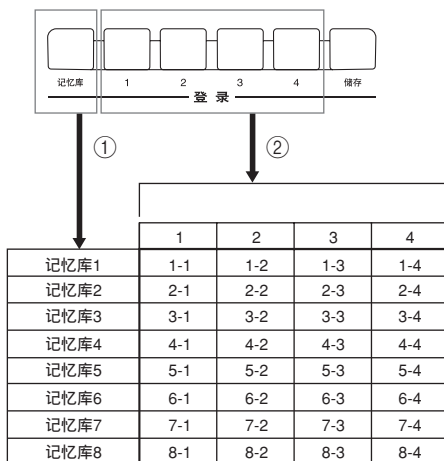 记忆库 1 2 3 4 储存
登 录
① ②
1 2 3 4
记忆库1 1-1 1-2 1-3 1-4
记忆库2 2-1 2-2 2-3 2-4
记忆库3 3-1 3-2 3-3 3-4
记忆库4 4-1 4-2 4-3 4-4
记忆库5 5-1 5-2 5-3 5-4
记忆库6 6-1 6-2 6-3 6-4
记忆库7 7-1 7-2 7-3 7-4
记忆库8 8-1 8-2 8-3 8-4